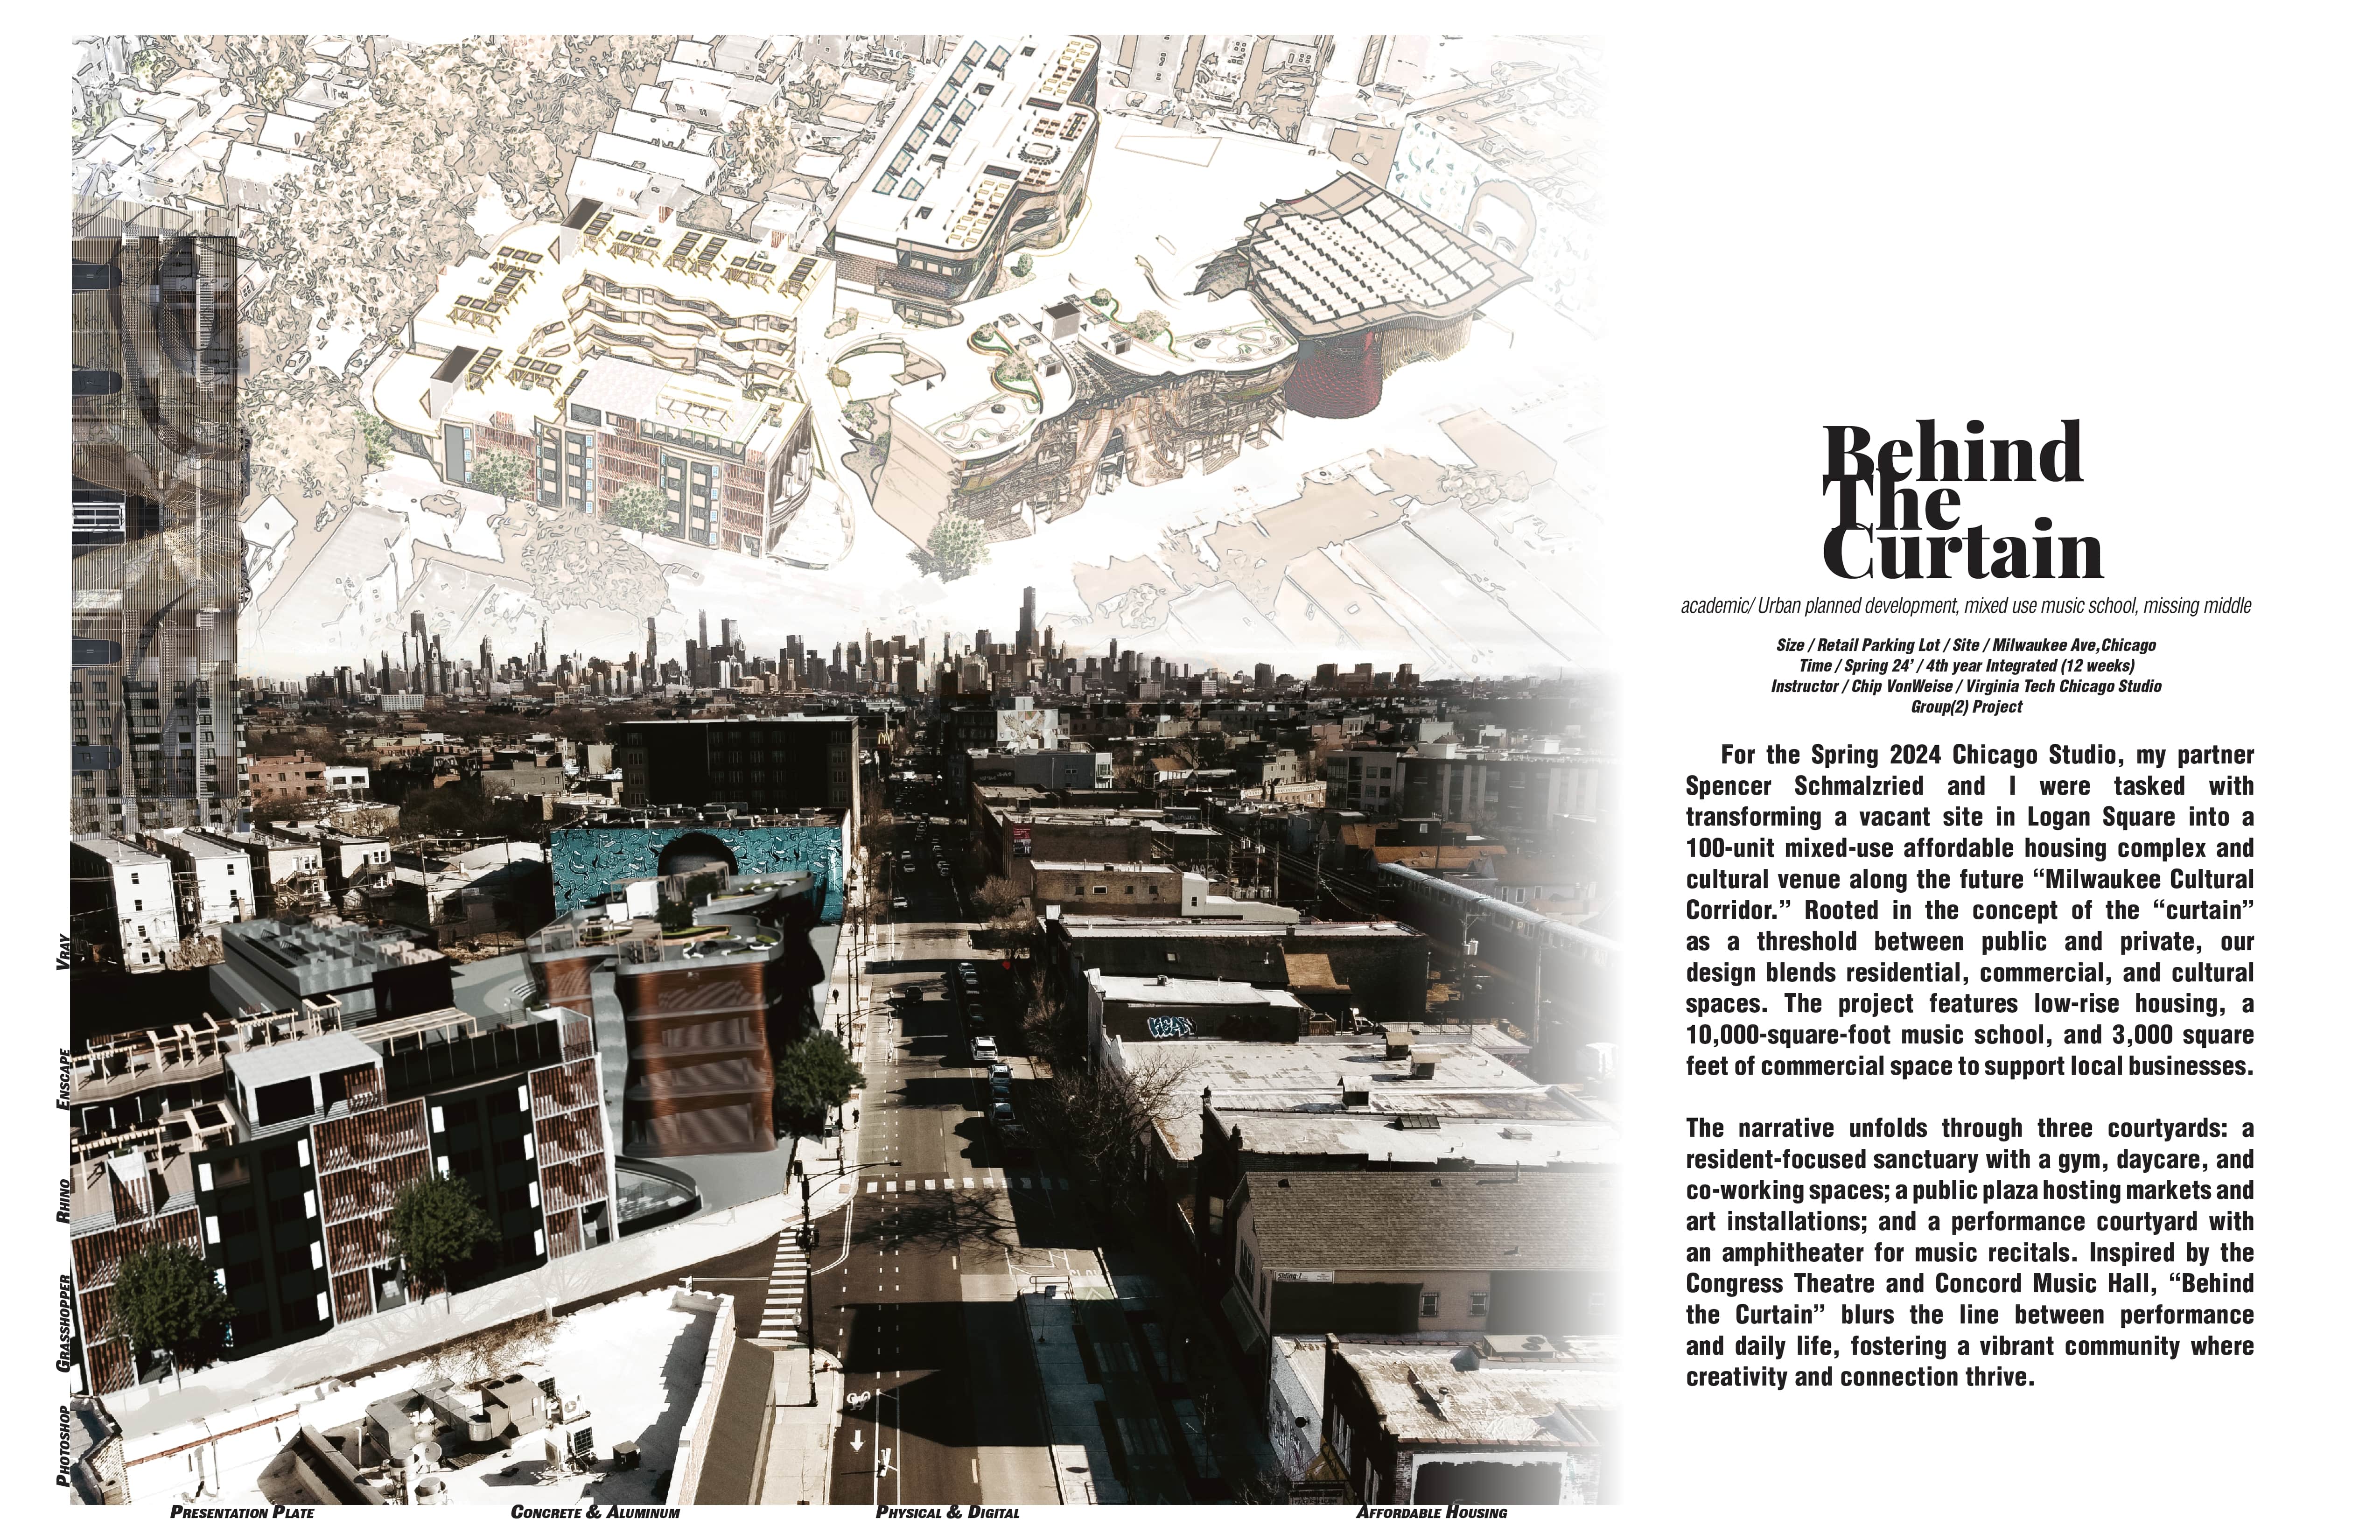 Behind
The
Curtain
academic/ Urban planned development, mixed use music school, missing middle
Size / Retail Parking Lot / Site / Milwaukee Ave,Chicago
Time / Spring 24’ / 4th year Integrated (12 weeks)
Instructor / Chip VonWeise / Virginia Tech Chicago Studio
Group(2) Project
For the Spring 2024 Chicago Studio, my partner
Spencer Schmalzried and I were tasked with
transforming a vacant site in Logan Square into a
100-unit mixed-use affordable housing complex and
cultural venue along the future “Milwaukee Cultural
Corridor.” Rooted in the concept of the “curtain”
as a threshold between public and private, our
design blends residential, commercial, and cultural
spaces. The project features low-rise housing, a
10,000-square-foot music school, and 3,000 square
feet of commercial space to support local businesses.
The narrative unfolds through three courtyards: a
resident-focused sanctuary with a gym, daycare, and
co-working spaces; a public plaza hosting markets and
art installations; and a performance courtyard with
an amphitheater for music recitals. Inspired by the
Congress Theatre and Concord Music Hall, “Behind
the Curtain” blurs the line between performance
and daily life, fostering a vibrant community where
creativity and connection thrive.
Vray
Enscape
Rhino
Grasshopper
Photoshop
Presentation Plate
Concrete & Aluminum
Physical & Digital
Affordable Housing